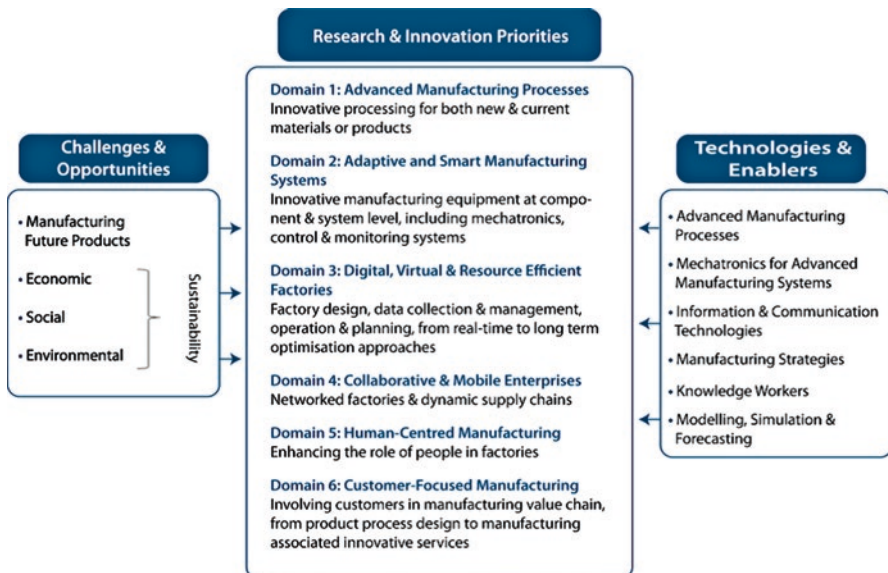 Research & Innovation Priorities
Challenges &
Opportunities
• Manufacturing
Future Products
• Economic
• Social
• Environmental
Sustainability
Domain 1: Advanced Manufacturing Processes
Innovative processing for both new & current
materials or products
Domain 2: Adaptive and Smart Manufacturing
Systems
Innovative manufacturing equipment at compo-
nent & system level, including mechatronics,
control & monitoring systems
Domain 3: Digital, Virtual & Resource Efficient
Factories
Factory design, data collection & management,
operation & planning, from real-time to long term
optimisation approaches
Domain 4: Collaborative & Mobile Enterprises
Networked factories & dynamic supply chains
Domain 5: Human-Centred Manufacturing
Enhancing the role of people in factories
Domain 6: Customer-Focused Manufacturing
Involving customers in manufacturing value chain,
from product process design to manufacturing
associated innovative services
Technologies &
Enablers
• Advanced Manufacturing
Processes
• Mechatronics for Advanced
Manufacturing Systems
• Information & Communication
Technologies
• Manufacturing Strategies
• Knowledge Workers
• Modelling, Simulation &
Forecasting